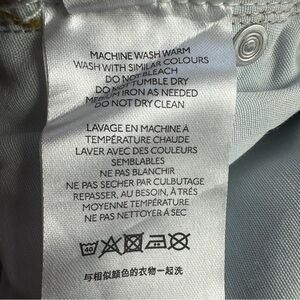 MACHINE WASH WARM
WASH WITH SIMILAR COLOURS
DO NOT BLEACH
DO NOT TUMBLE DRY
MEDIUM IRON AS NEEDED
DO NOT DRY CLEAN
LAVAGE EN MACHINE À
TEMPÉRATURE CHAUDE
LAVER AVEC DES COULEURS
SEMBLABLES
NE PAS BLANCHIR
NE PAS SECHER PAR CULBUTAGE
REPASSER, AU BESOIN, À TRÈS
MOYENNE TEMPÉRATURE
NE PAS NETTOYER À SEC
40
与相似颜色的衣物一起洗